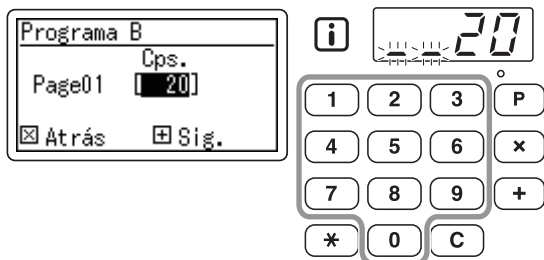 Programa B
Cps.
Page01 [ 20]
☒ Atrás ⊞ Sig.
i
_ _ 20
1 2 3 P
4 5 6 ×
7 8 9 +
* 0 C